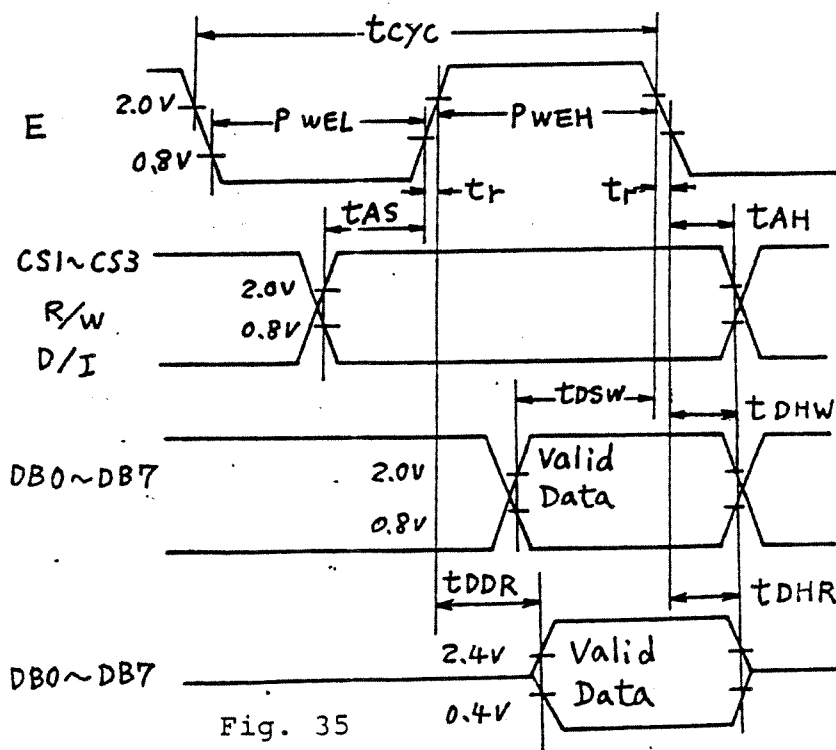 tCYC
E
2.0V
PWEL
PWEH
0.8V
tr
tr
tAS
tAH
CS1~CS3
R/W
D/I
2.0V
0.8V
tDSW
tDHW
DB0~DB7
2.0V
Valid
Data
0.8V
tDDR
tDHR
DB0~DB7
2.4V
Valid
Data
0.4V
Fig. 35